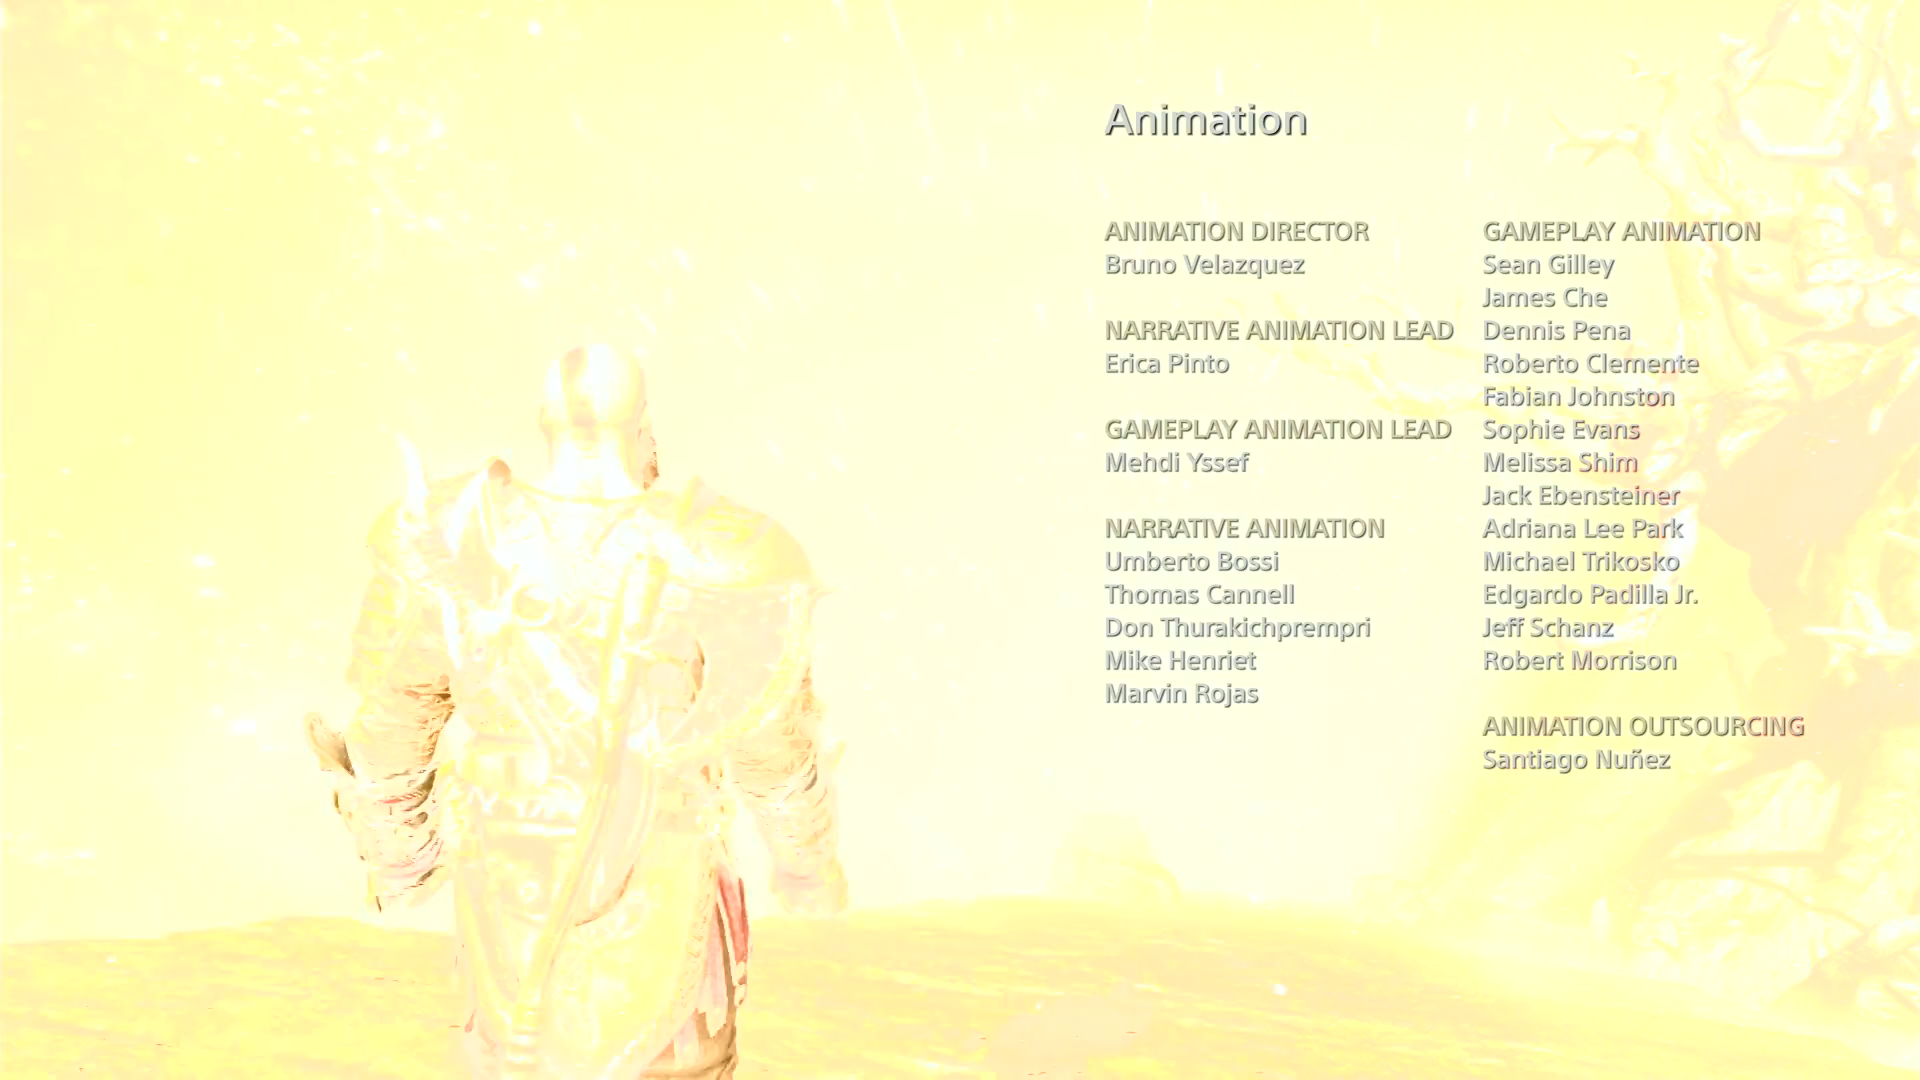 Animation
ANIMATION DIRECTOR
Bruno Velazquez
NARRATIVE ANIMATION LEAD
Erica Pinto
GAMEPLAY ANIMATION LEAD
Mehdi Yssef
NARRATIVE ANIMATION
Umberto Bossi
Thomas Cannell
Don Thurakichprempri
Mike Henriet
Marvin Rojas
GAMEPLAY ANIMATION
Sean Gilley
James Che
Dennis Pena
Roberto Clemente
Fabian Johnston
Sophie Evans
Melissa Shim
Jack Ebensteiner
Adriana Lee Park
Michael Trikosko
Edgardo Padilla Jr.
Jeff Schanz
Robert Morrison
ANIMATION OUTSOURCING
Santiago Nuñez